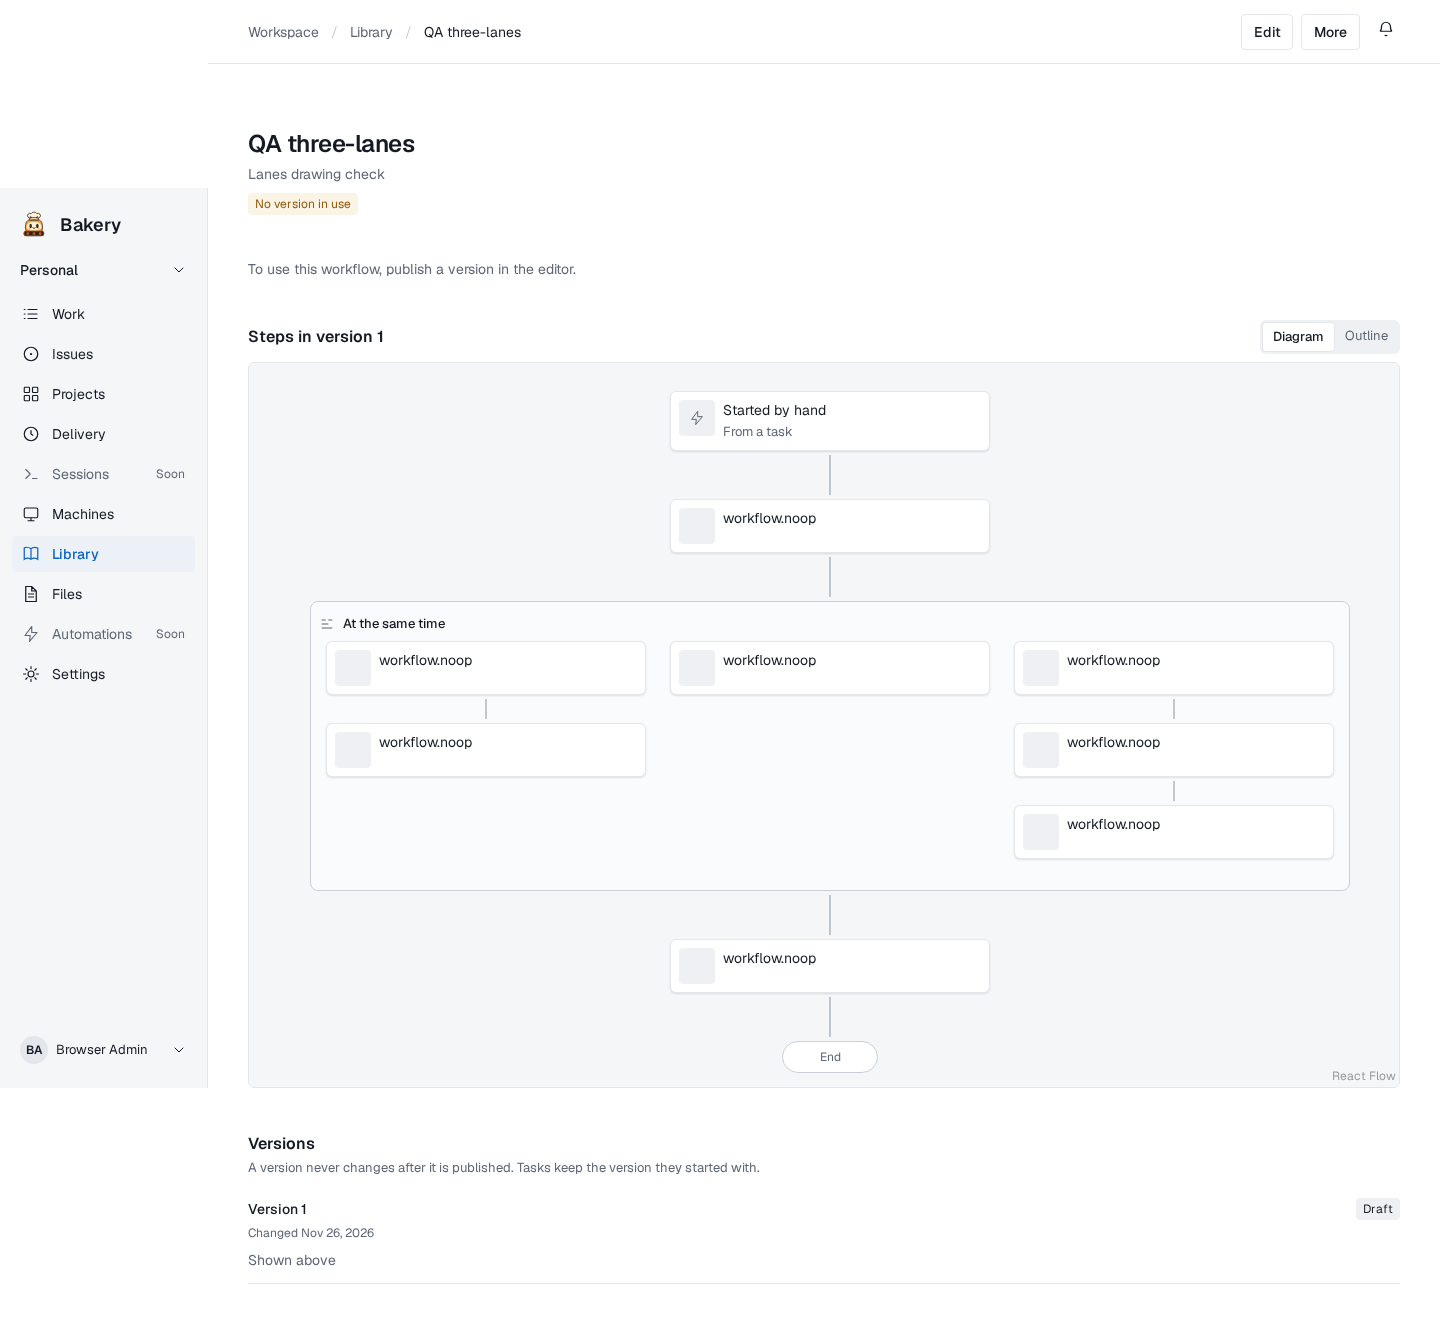 Workspace / Library / QA three-lanes
Edit
More
QA three-lanes
Lanes drawing check
No version in use
Bakery
Personal
Work
Issues
Projects
Delivery
Sessions Soon
Machines
Library
Files
Automations Soon
Settings
BA Browser Admin
To use this workflow, publish a version in the editor.
Steps in version 1
Diagram
Outline
Started by hand
From a task
workflow.noop
At the same time
workflow.noop
workflow.noop
workflow.noop
workflow.noop
workflow.noop
workflow.noop
workflow.noop
End
React Flow
Versions
A version never changes after it is published. Tasks keep the version they started with.
Version 1
Draft
Changed Nov 26, 2026
Shown above